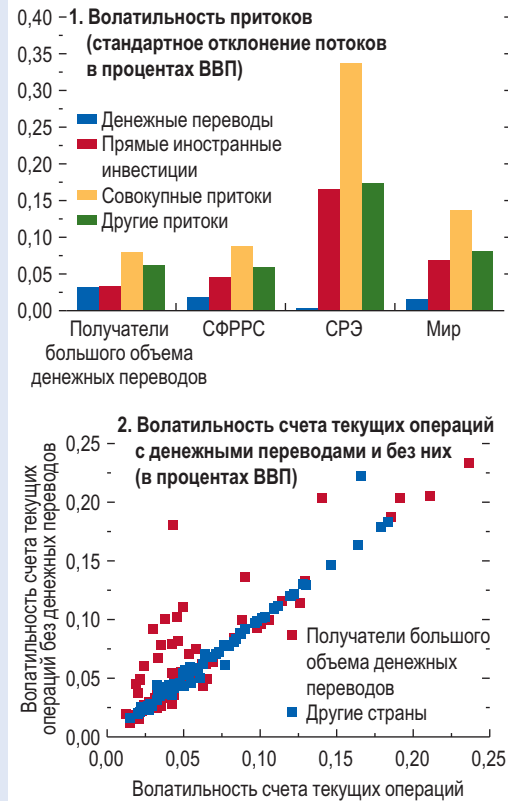 1. Волатильность притоков
(стандартное отклонение потоков
в процентах ВВП)
0,40
0,35
0,30
0,25
0,20
0,15
0,10
0,05
0,00
Денежные переводы
Прямые иностранные
инвестиции
Совокупные притоки
Другие притоки
Получатели
большого объема
денежных переводов
СФРРС
СРЭ
Мир
2. Волатильность счета текущих операций
с денежными переводами и без них
(в процентах ВВП)
Волатильность счета текущих
операций без денежных переводов
0,25
0,20
0,15
0,10
0,05
0,00
Получатели большого
объема денежных
переводов
Другие страны
0,00 0,05 0,10 0,15 0,20 0,25
Волатильность счета текущих операций